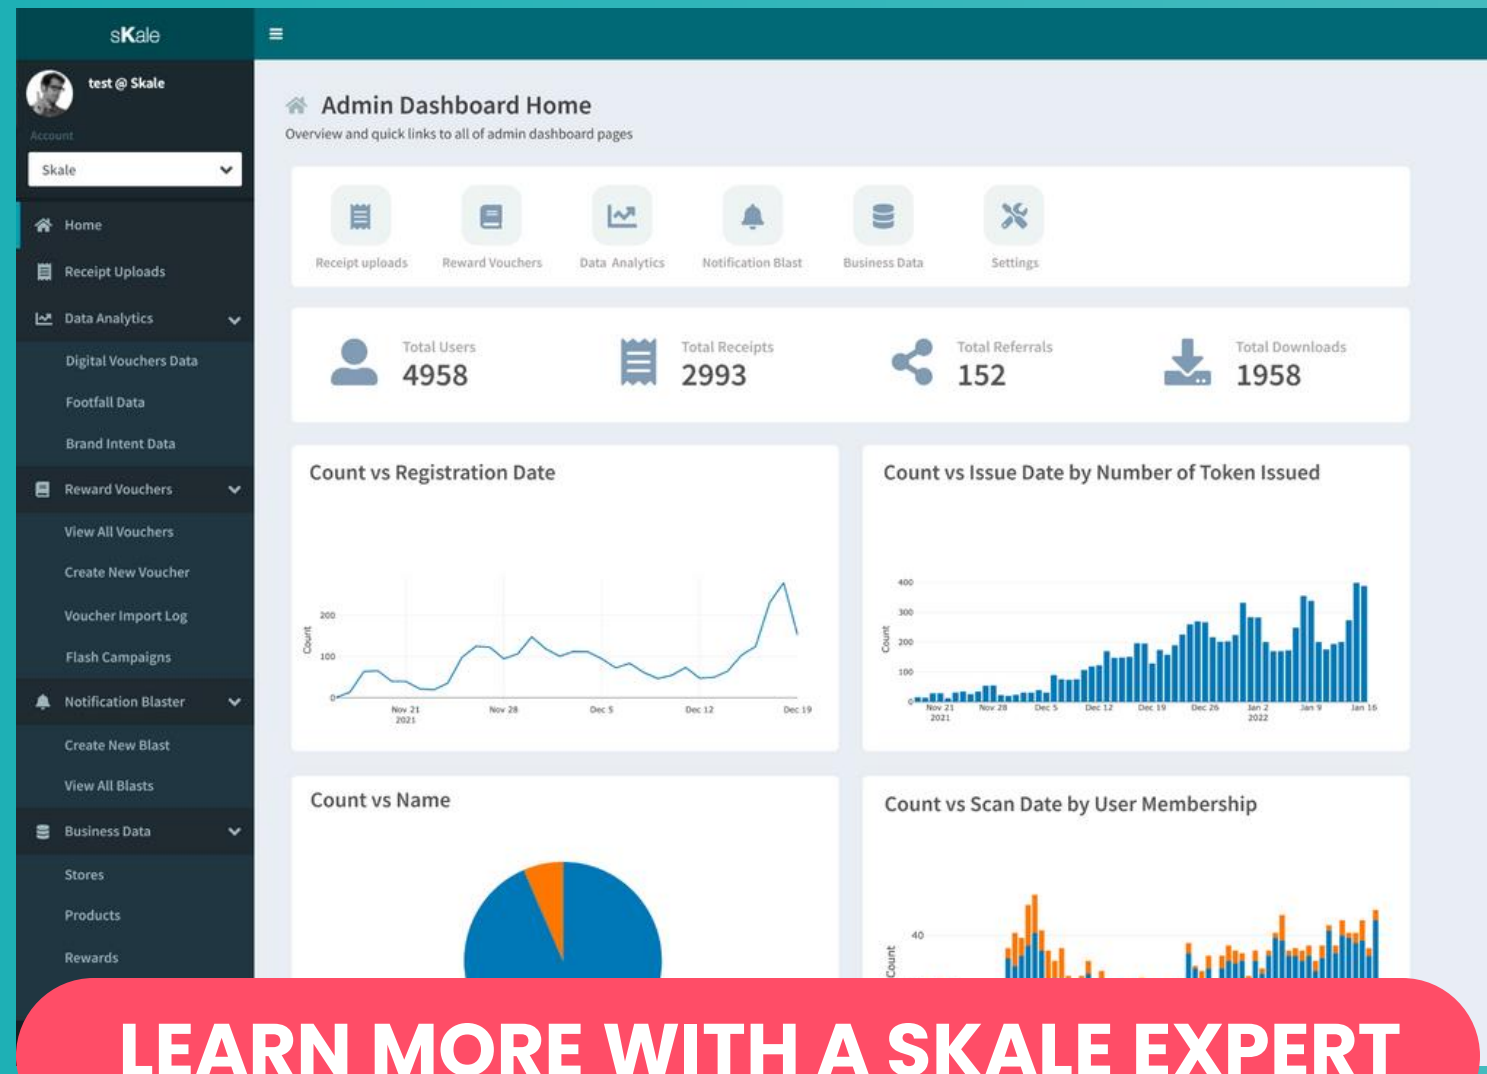 sKale
test @ Skale
Account
Skale
Home
Receipt Uploads
Data Analytics
Digital Vouchers Data
Footfall Data
Brand Intent Data
Reward Vouchers
View All Vouchers
Create New Voucher
Voucher Import Log
Flash Campaigns
Notification Blaster
Create New Blast
View All Blasts
Business Data
Stores
Products
Rewards
Admin Dashboard Home
Overview and quick links to all of admin dashboard pages
Receipt uploads Reward Vouchers Data Analytics Notification Blast Business Data Settings
Total Users Total Receipts Total Referrals Total Downloads
4958 2993 152 1958
Count vs Registration Date
200
100
0
Count
Nov 21 Nov 28 Dec 5 Dec 12 Dec 19
2021
Count vs Issue Date by Number of Token Issued
400
300
200
100
0
Count
Nov 21 Nov 28 Dec 5 Dec 12 Dec 19 Dec 26 Jan 2 Jan 9 Jan 16
2021 2022
Count vs Name
Count vs Scan Date by User Membership
40
Count
LEARN MORE WITH A SKALE EXPERT